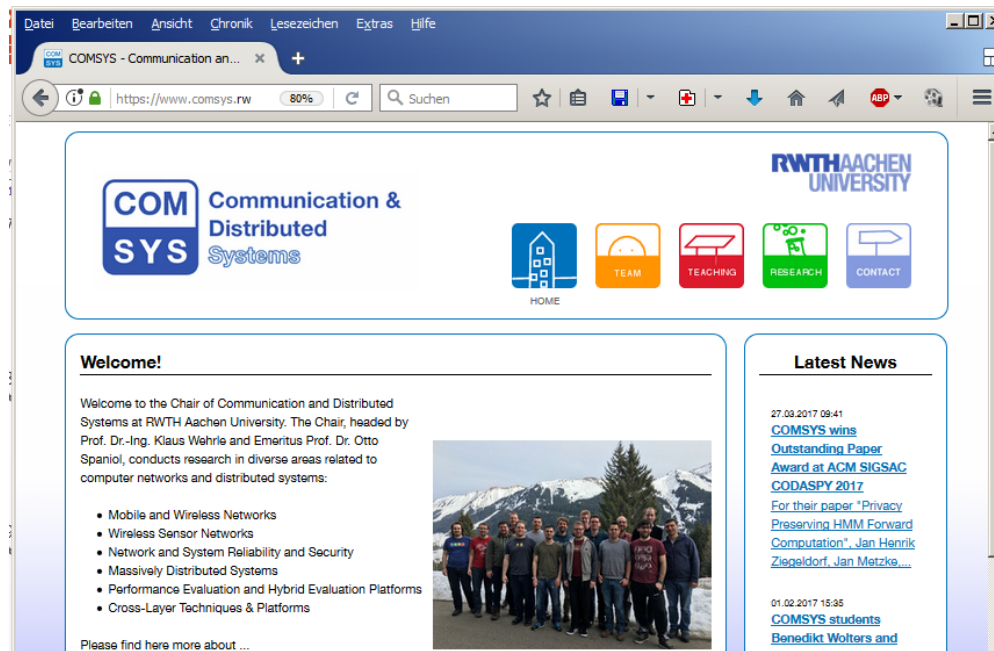 Datei Bearbeiten Ansicht Chronik Lesezeichen Extras Hilfe
COM SYS COMSYS - Communication an...
https://www.comsys.rw 80% Suchen ABP
RWTHAACHEN
UNIVERSITY
COM
SYS
Communication &
Distributed
Systems
TEAM TEACHING RESEARCH CONTACT
HOME
Welcome!
Welcome to the Chair of Communication and Distributed
Systems at RWTH Aachen University. The Chair, headed by
Prof. Dr.-Ing. Klaus Wehrle and Emeritus Prof. Dr. Otto
Spaniol, conducts research in diverse areas related to
computer networks and distributed systems:
• Mobile and Wireless Networks
• Wireless Sensor Networks
• Network and System Reliability and Security
• Massively Distributed Systems
• Performance Evaluation and Hybrid Evaluation Platforms
• Cross-Layer Techniques & Platforms
Please find here more about ...
Latest News
27.03.2017 09:41
COMSYS wins
Outstanding Paper
Award at ACM SIGSAC
CODASPY 2017
For their paper "Privacy
Preserving HMM Forward
Computation", Jan Henrik
Ziegeldorf, Jan Metzke,...
01.02.2017 15:35
COMSYS students
Benedikt Wolters and